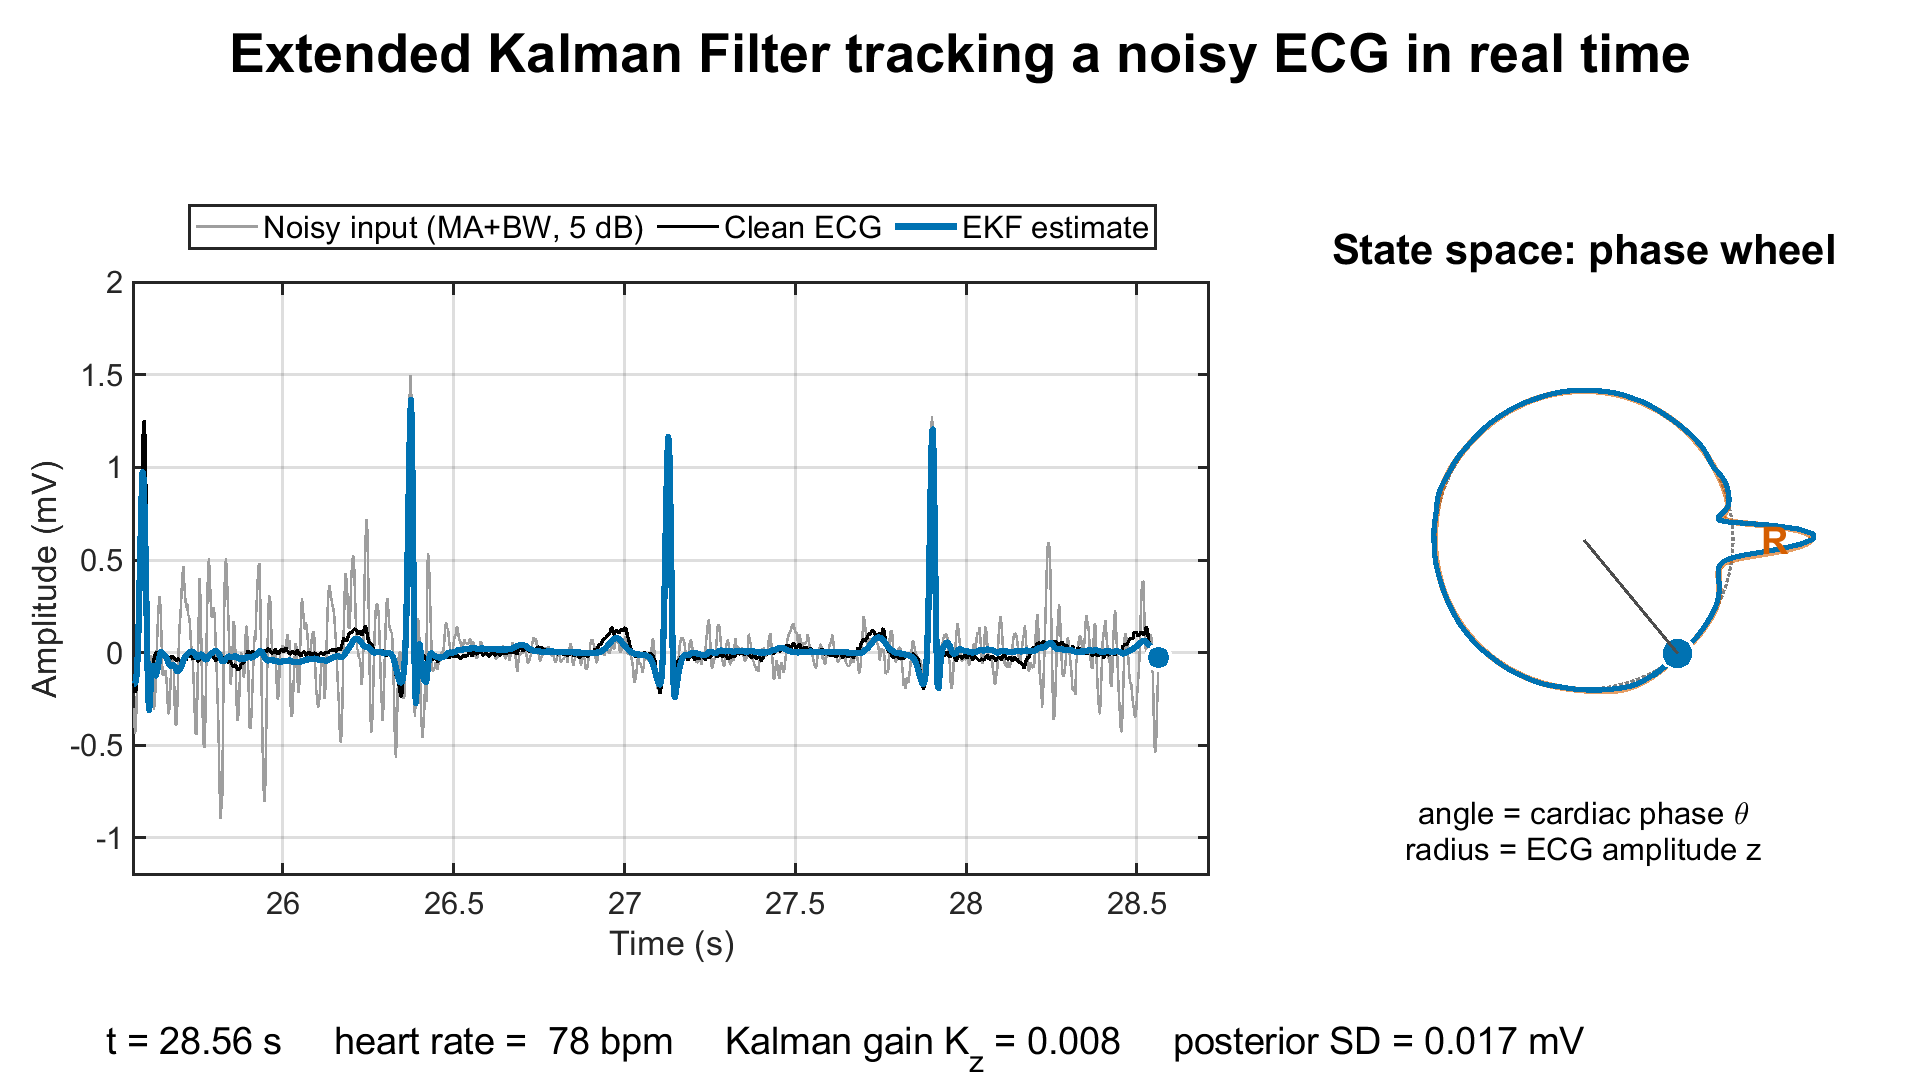 Extended Kalman Filter tracking a noisy ECG in real time
Noisy input (MA+BW, 5 dB) Clean ECG EKF estimate
State space: phase wheel
Amplitude (mV)
2
1.5
1
0.5
0
-0.5
-1
26 26.5 27 27.5 28 28.5
Time (s)
R
angle = cardiac phase θ
radius = ECG amplitude z
t = 28.56 s heart rate = 78 bpm Kalman gain K_z = 0.008 posterior SD = 0.017 mV